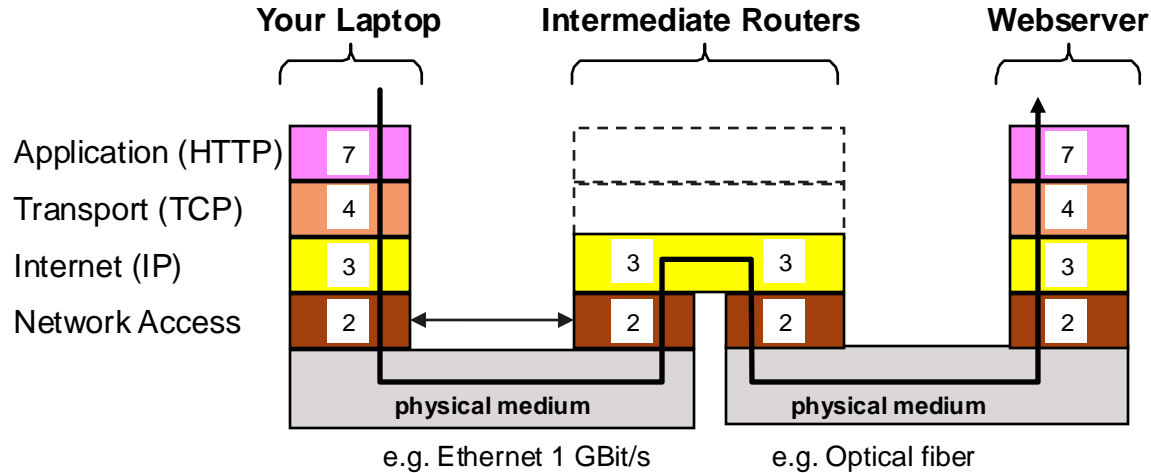 Your Laptop Intermediate Routers Webserver
Application (HTTP) 7 7
Transport (TCP) 4 4
Internet (IP) 3 3 3 3
Network Access 2 2 2 2
physical medium physical medium
e.g. Ethernet 1 GBit/s e.g. Optical fiber